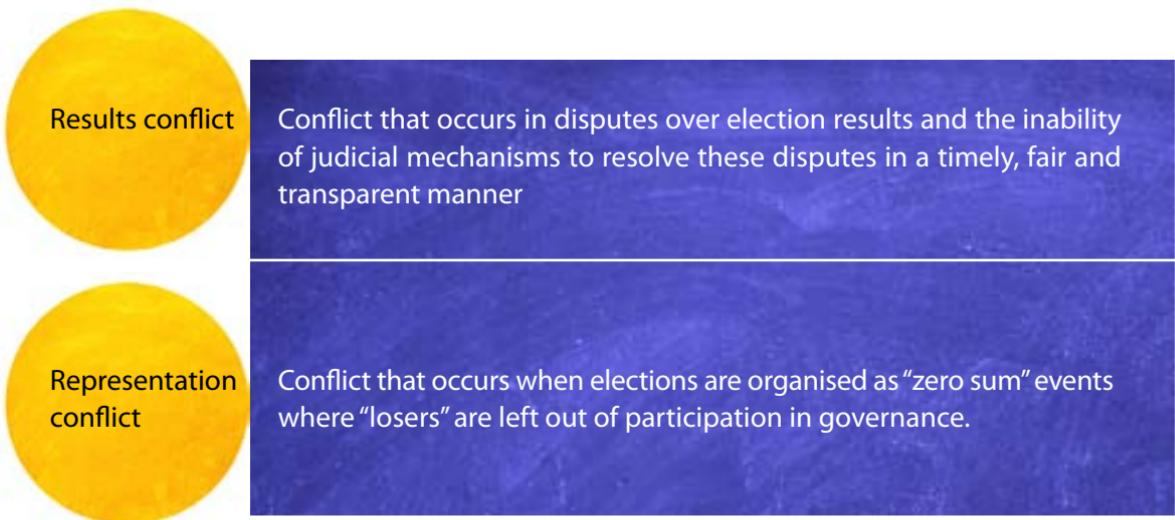 Results conflict
Conflict that occurs in disputes over election results and the inability
of judicial mechanisms to resolve these disputes in a timely, fair and
transparent manner
Representation
conflict
Conflict that occurs when elections are organised as “zero sum” events
where “losers” are left out of participation in governance.